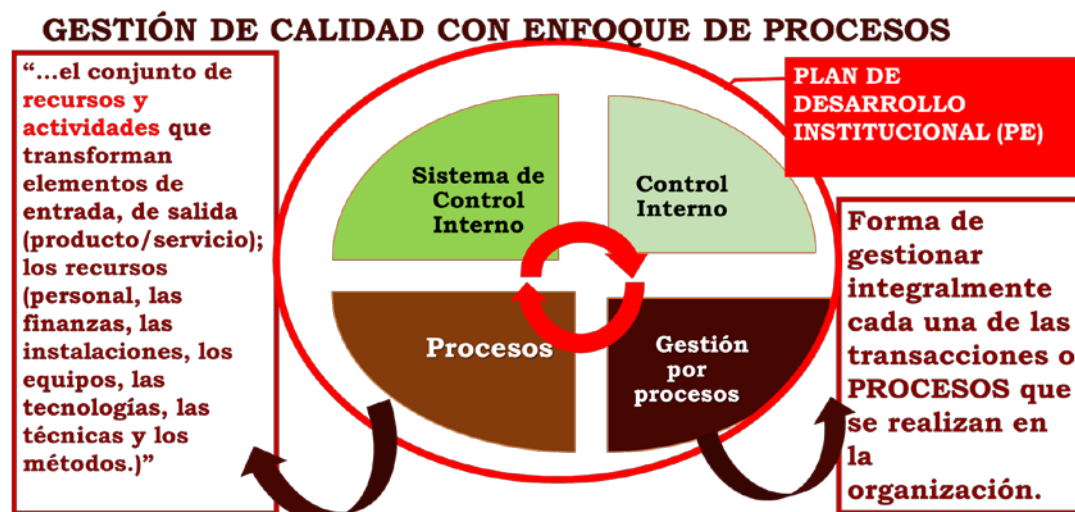 GESTIÓN DE CALIDAD CON ENFOQUE DE PROCESOS
“...el conjunto de
recursos y
actividades que
transforman
elementos de
entrada, de salida
(producto/servicio);
los recursos
(personal, las
finanzas, las
instalaciones, los
equipos, las
tecnologías, las
técnicas y los
métodos.)”
Sistema de
Control
Interno
Control
Interno
Procesos
Gestión
por
procesos
PLAN DE
DESARROLLO
INSTITUCIONAL (PE)
Forma de
gestionar
integralmente
cada una de las
transacciones o
PROCESOS que
se realizan en
la
organización.